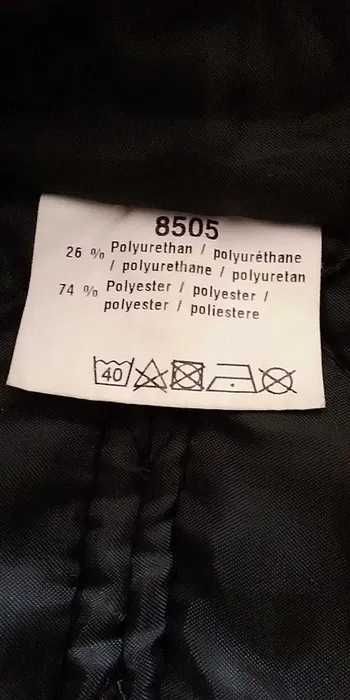 8505
26 % Polyurethan / polyuréthane
/ polyurethane / polyuretan
74 % Polyester / polyester /
polyester / poliestere
40